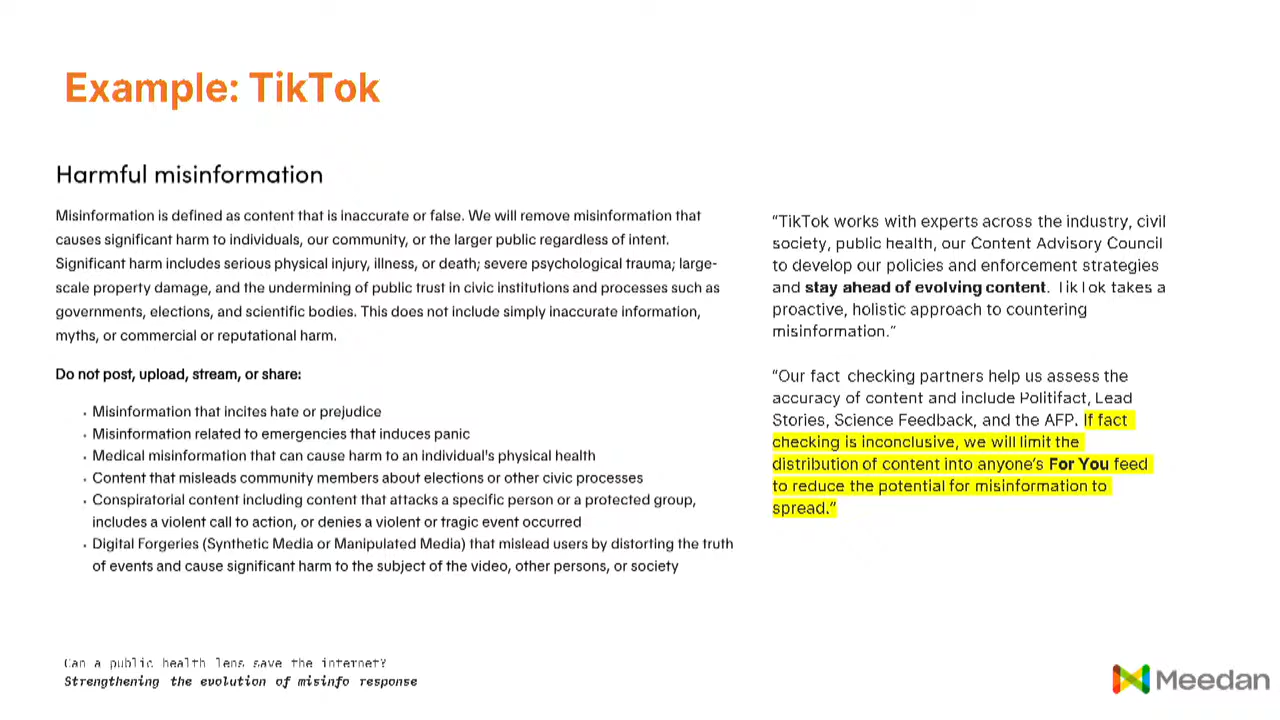 Example: TikTok
Harmful misinformation
Misinformation is defined as content that is inaccurate or false. We will remove misinformation that
causes significant harm to individuals, our community, or the larger public regardless of intent.
Significant harm includes serious physical injury, illness, or death; severe psychological trauma; large-
scale property damage, and the undermining of public trust in civic institutions and processes such as
governments, elections, and scientific bodies. This does not include simply inaccurate information,
myths, or commercial or reputational harm.
Do not post, upload, stream, or share:
• Misinformation that incites hate or prejudice
• Misinformation related to emergencies that induces panic
• Medical misinformation that can cause harm to an individual's physical health
• Content that misleads community members about elections or other civic processes
• Conspiratorial content including content that attacks a specific person or a protected group,
includes a violent call to action, or denies a violent or tragic event occurred
• Digital Forgeries (Synthetic Media or Manipulated Media) that mislead users by distorting the truth
of events and cause significant harm to the subject of the video, other persons, or society
“TikTok works with experts across the industry, civil
society, public health, our Content Advisory Council
to develop our policies and enforcement strategies
and stay ahead of evolving content. TikTok takes a
proactive, holistic approach to countering
misinformation.”
“Our fact checking partners help us assess the
accuracy of content and include Politifact, Lead
Stories, Science Feedback, and the AFP. If fact
checking is inconclusive, we will limit the
distribution of content into anyone’s For You feed
to reduce the potential for misinformation to
spread.”
Can a public health lens save the internet?
Strengthening the evolution of misinfo response
Meedan